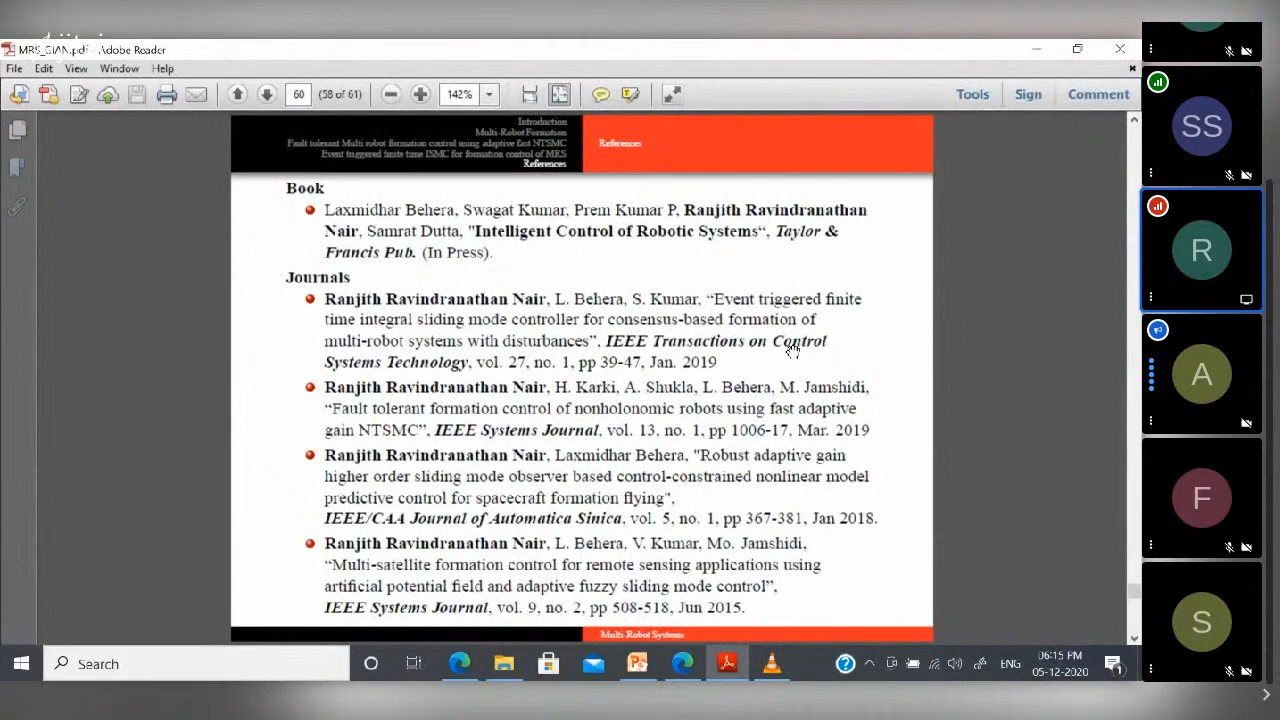 MRS_GIAN.pdf - Adobe Reader
File Edit View Window Help
60 (58 of 61) 142% Tools Sign Comment
Introduction
Multi-Robot Formation
Fault tolerant Multi robot formation control using adaptive fast NTSMC
Event triggered finite time ISMC for formation control of MRS
References
References
Book
Laxmidhar Behera, Swagat Kumar, Prem Kumar P, Ranjith Ravindranathan
Nair, Samrat Dutta, "Intelligent Control of Robotic Systems“, Taylor &
Francis Pub. (In Press).
Journals
Ranjith Ravindranathan Nair, L. Behera, S. Kumar, “Event triggered finite
time integral sliding mode controller for consensus-based formation of
multi-robot systems with disturbances”, IEEE Transactions on Control
Systems Technology, vol. 27, no. 1, pp 39-47, Jan. 2019
Ranjith Ravindranathan Nair, H. Karki, A. Shukla, L. Behera, M. Jamshidi,
“Fault tolerant formation control of nonholonomic robots using fast adaptive
gain NTSMC”, IEEE Systems Journal, vol. 13, no. 1, pp 1006-17, Mar. 2019
Ranjith Ravindranathan Nair, Laxmidhar Behera, "Robust adaptive gain
higher order sliding mode observer based control-constrained nonlinear model
predictive control for spacecraft formation flying",
IEEE/CAA Journal of Automatica Sinica, vol. 5, no. 1, pp 367-381, Jan 2018.
Ranjith Ravindranathan Nair, L. Behera, V. Kumar, Mo. Jamshidi,
“Multi-satellite formation control for remote sensing applications using
artificial potential field and adaptive fuzzy sliding mode control”,
IEEE Systems Journal, vol. 9, no. 2, pp 508-518, Jun 2015.
Multi-Robot Systems
Search
ENG
06:15 PM
05-12-2020
1
SS
R
A
F
S